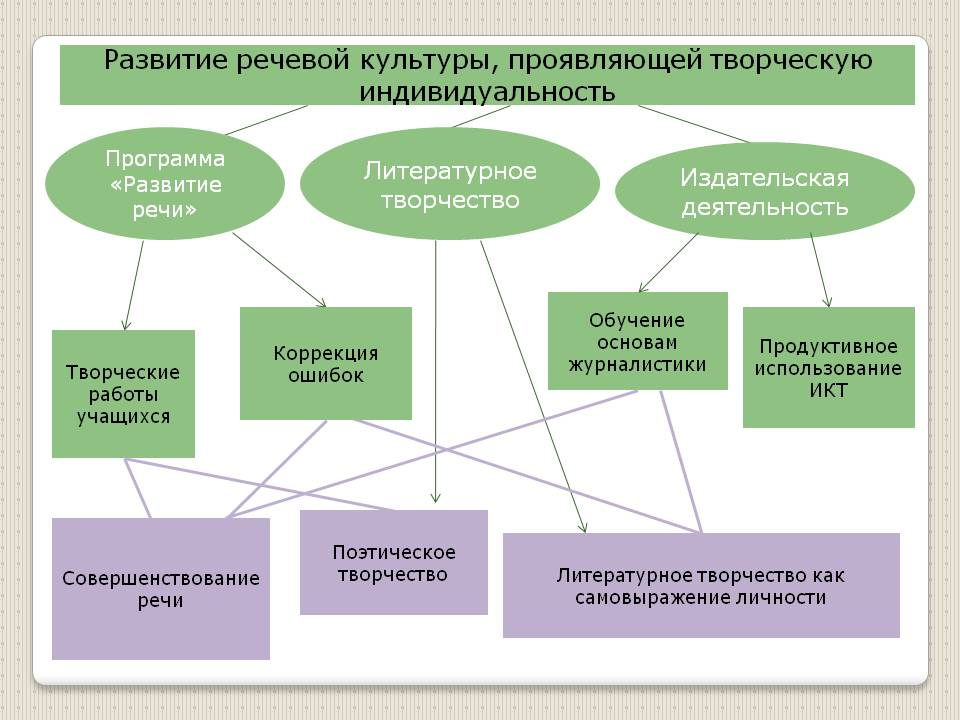 Развитие речевой культуры, проявляющей творческую
индивидуальность
Программа
«Развитие
речи»
Литературное
творчество
Издательская
деятельность
Творческие
работы
учащихся
Коррекция
ошибок
Обучение
основам
журналистики
Продуктивное
использование
ИКТ
Совершенствование
речи
Поэтическое
творчество
Литературное творчество как
самовыражение личности